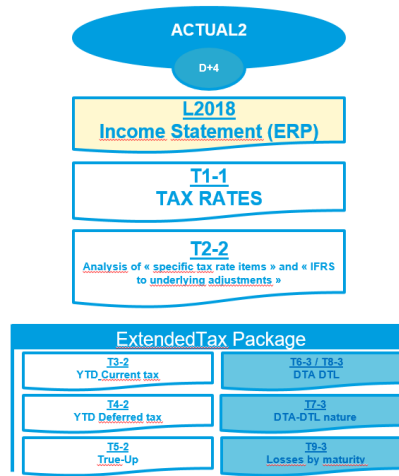 ACTUAL2
D+4
L2018
Income Statement (ERP)
T1-1
TAX RATES
T2-2
Analysis of « specific tax rate items » and « IFRS
to underlying adjustments »
ExtendedTax Package
T3-2
YTD Current tax
T6-3 / T8-3
DTA DTL
T4-2
YTD Deferred tax
T7-3
DTA-DTL nature
T5-2
True-Up
T9-3
Losses by maturity